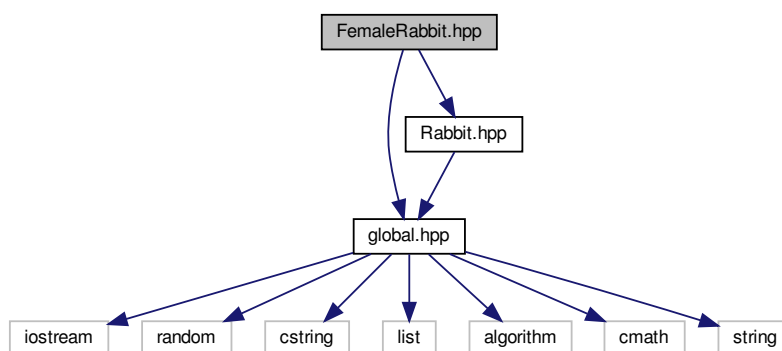 FemaleRabbit.hpp
Rabbit.hpp
global.hpp
iostream
random
cstring
list
algorithm
cmath
string